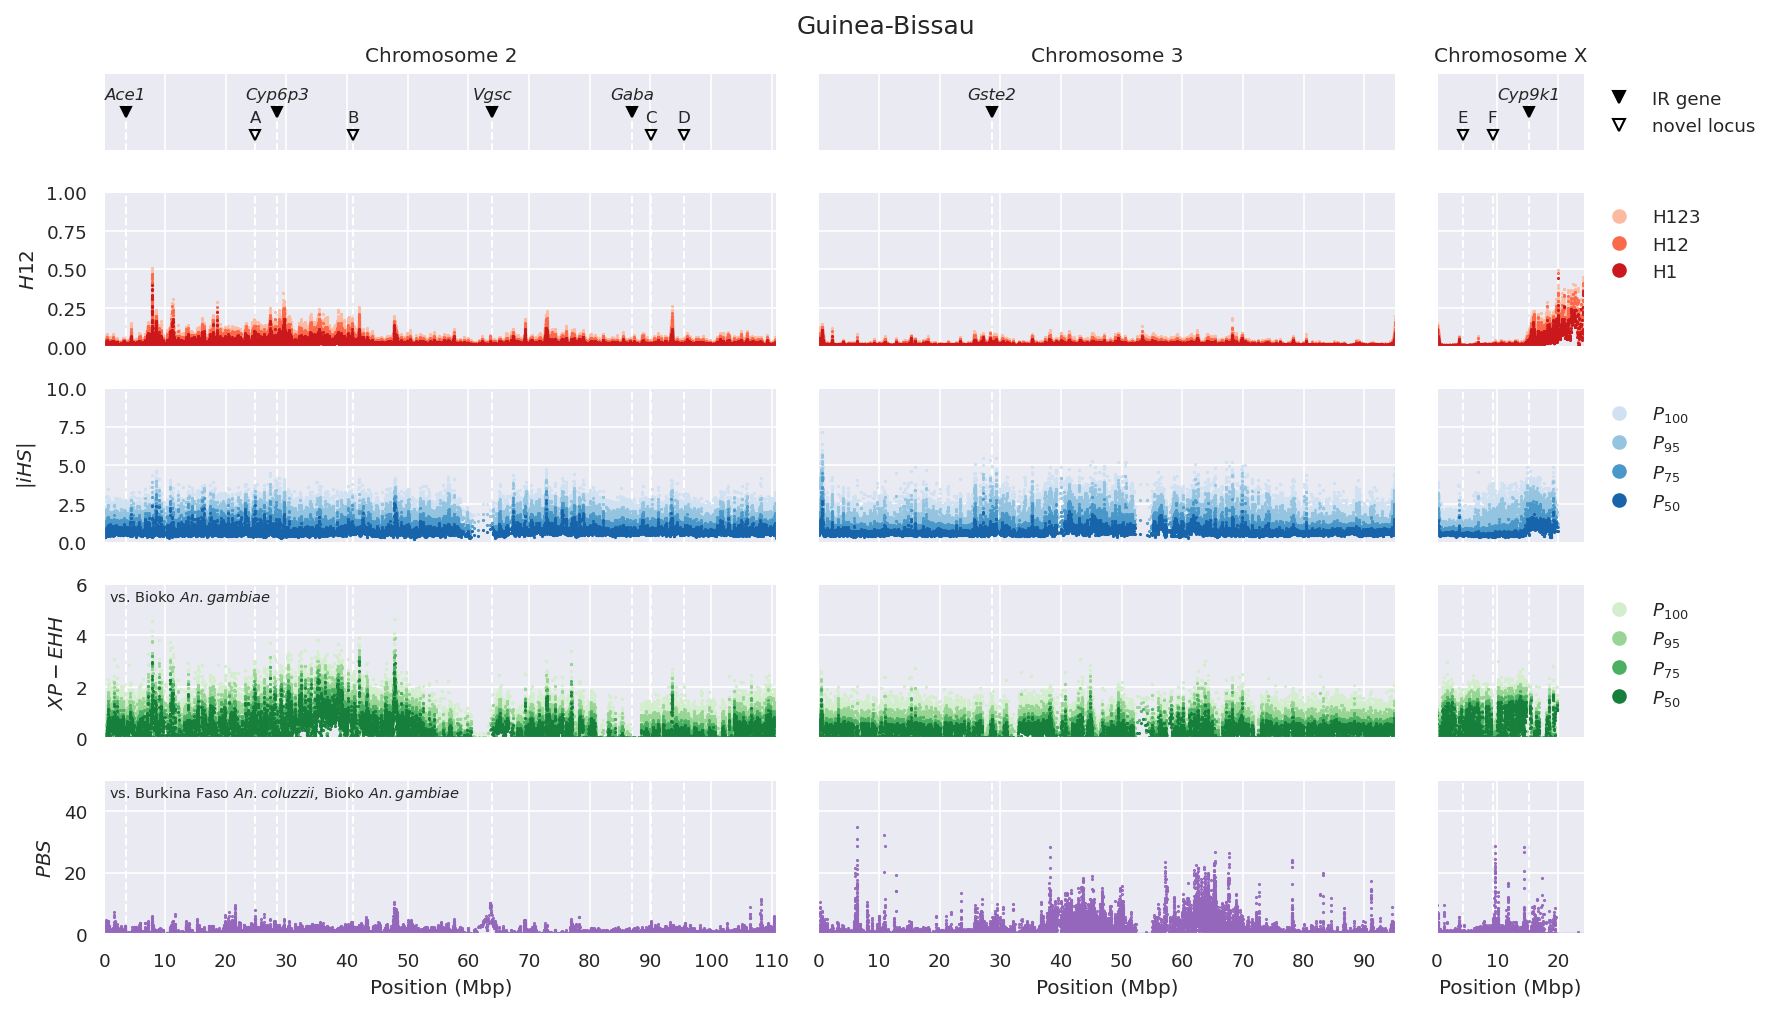 Guinea-Bissau
Chromosome 2 Chromosome 3 Chromosome X
Ace1 Cyp6p3 Vgsc Gaba Gste2 Cyp9k1
A B C D E F
IR gene
novel locus
H12
1.00
0.75
0.50
0.25
0.00
H123
H12
H1
|iHS|
10.0
7.5
5.0
2.5
0.0
P100
P95
P75
P50
XP − EHH
6
4
2
0
vs. Bioko An. gambiae
P100
P95
P75
P50
PBS
40
20
0
vs. Burkina Faso An. coluzzii, Bioko An. gambiae
0 10 20 30 40 50 60 70 80 90 100 110 0 10 20 30 40 50 60 70 80 90 0 10 20
Position (Mbp) Position (Mbp) Position (Mbp)